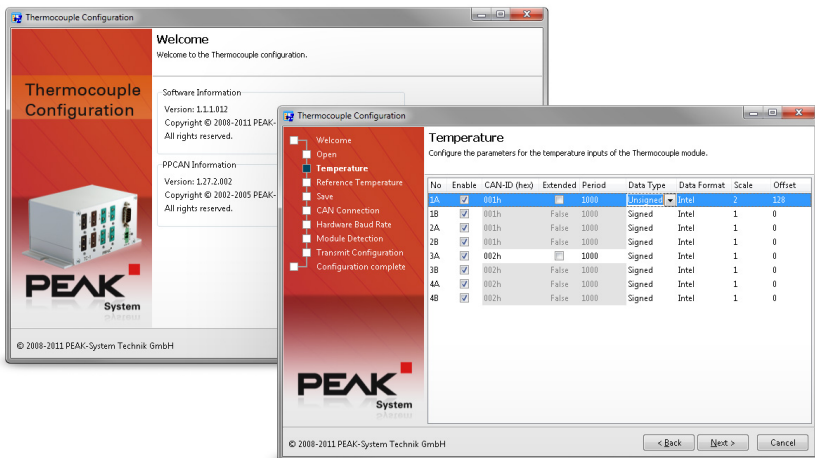 Thermocouple Configuration
Welcome
Welcome to the Thermocouple configuration.
Thermocouple
Configuration
Software Information
Version: 1.1.1.012
Copyright © 2008-2011 PEAK-
All rights reserved.
PPCAN Information
Version: 1.27.2.002
Copyright © 2002-2005 PEAK-
All rights reserved.
PEAK
System
© 2008-2011 PEAK-System Technik GmbH
Thermocouple Configuration
Welcome
Open
Temperature
Reference Temperature
Save
CAN Connection
Hardware Baud Rate
Module Detection
Transmit Configuration
Configuration complete
PEAK
System
Temperature
Configure the parameters for the temperature inputs of the Thermocouple module.
No Enable CAN-ID (hex) Extended Period Data Type Data Format Scale Offset
1A 001h 1000 Unsigned Intel 2 128
1B 001h False 1000 Signed Intel 1 0
2A 001h False 1000 Signed Intel 1 0
2B 001h False 1000 Signed Intel 1 0
3A 002h 1000 Signed Intel 1 0
3B 002h False 1000 Signed Intel 1 0
4A 002h False 1000 Signed Intel 1 0
4B 002h False 1000 Signed Intel 1 0
© 2008-2011 PEAK-System Technik GmbH
< Back Next > Cancel